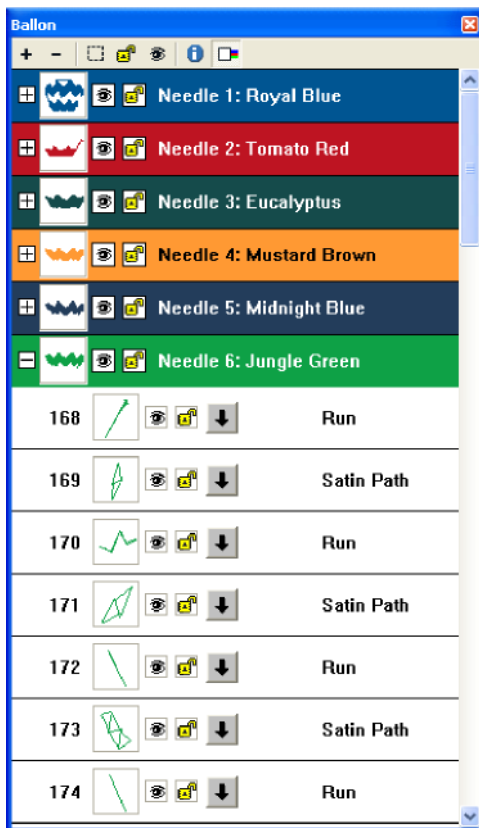 Ballon
Needle 1: Royal Blue
Needle 2: Tomato Red
Needle 3: Eucalyptus
Needle 4: Mustard Brown
Needle 5: Midnight Blue
Needle 6: Jungle Green
168 Run
169 Satin Path
170 Run
171 Satin Path
172 Run
173 Satin Path
174 Run